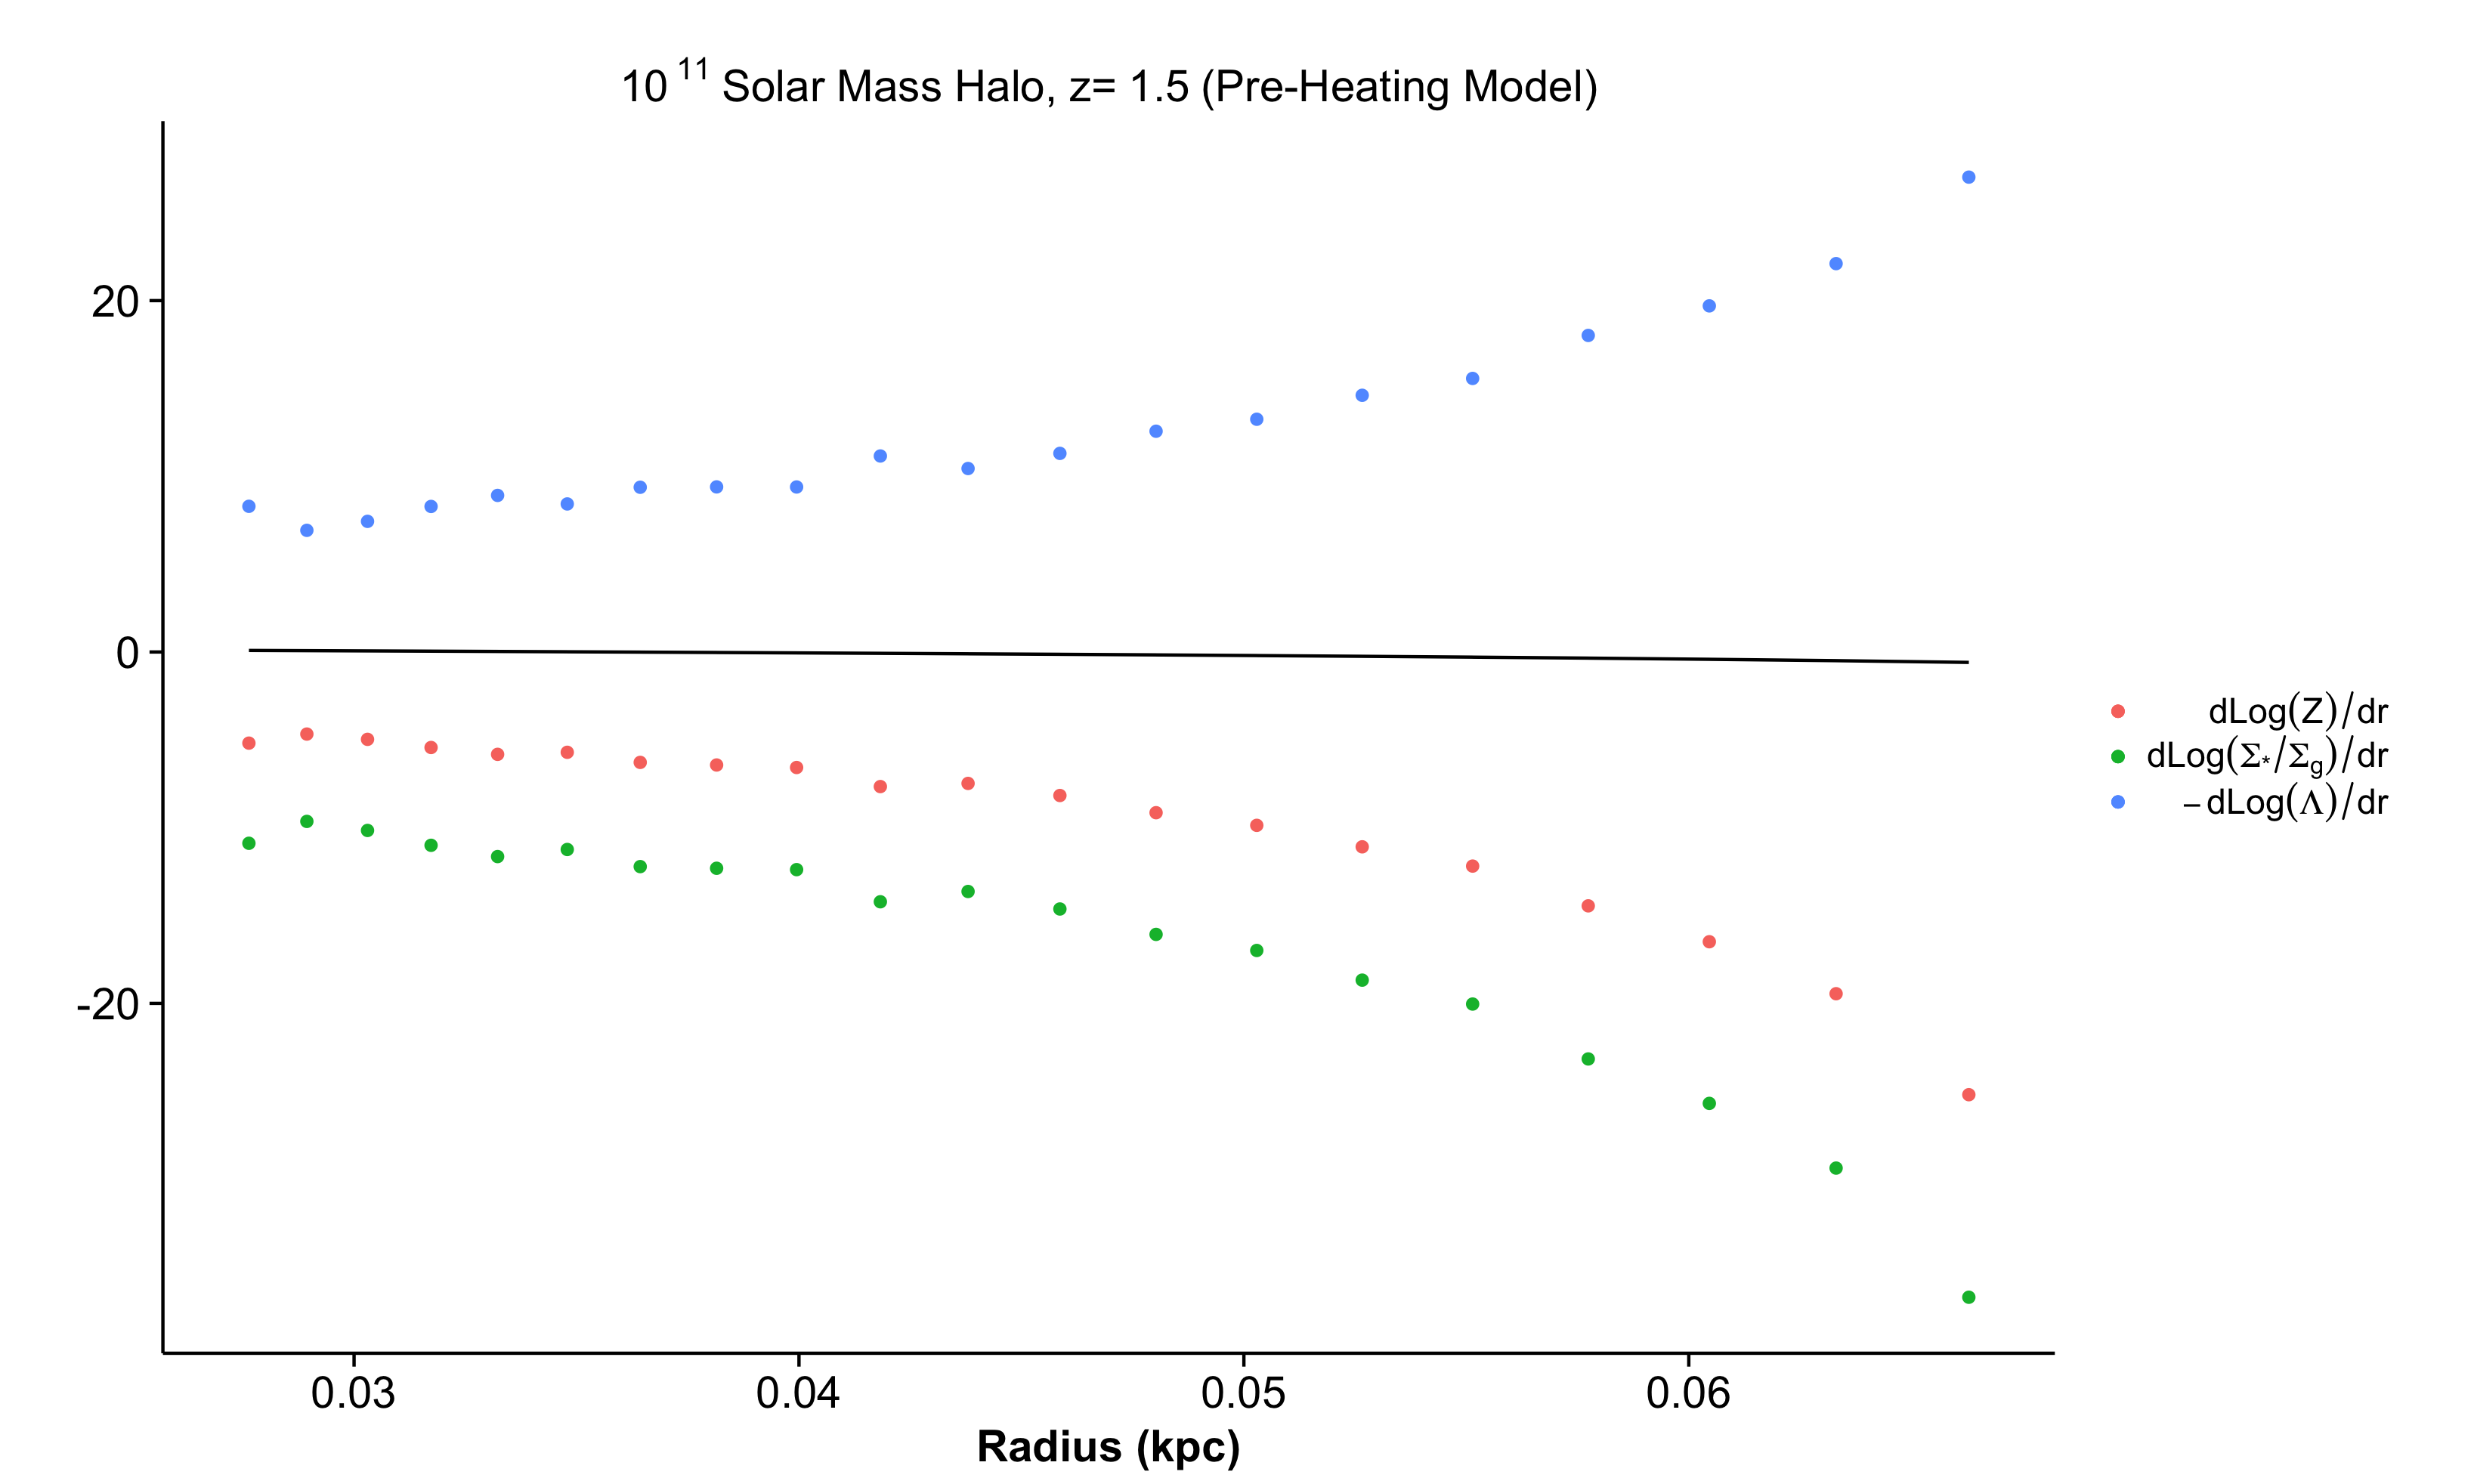 10 11 Solar Mass Halo, z= 1.5 (Pre-Heating Model)
20
0
-20
0.03 0.04 0.05 0.06
Radius (kpc)
dLog(Z)/dr
dLog(Σ*/Σg)/dr
– dLog(Λ)/dr